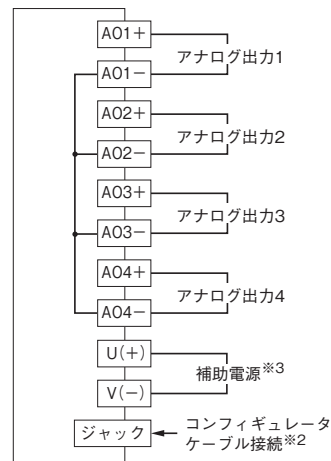 AO1+
アナログ出力1
AO1−
AO2+
アナログ出力2
AO2−
AO3+
アナログ出力3
AO3−
AO4+
アナログ出力4
AO4−
U(+)
補助電源※3
V(−)
ジャック
コンフィギュレータ
ケーブル接続※2